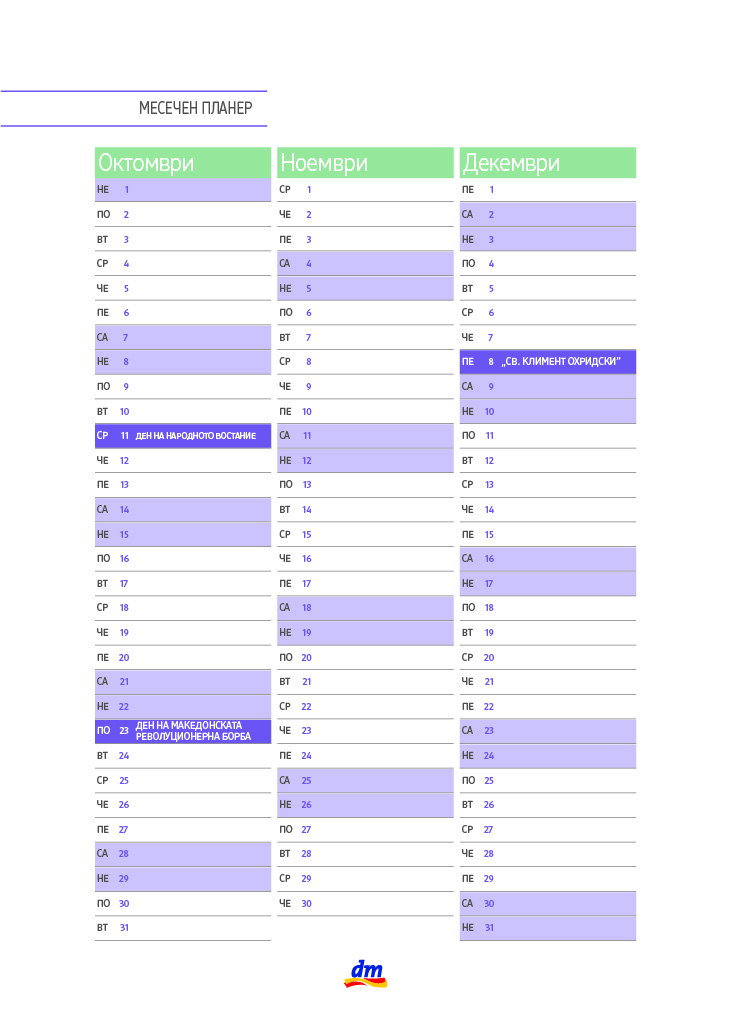 МЕСЕЧЕН ПЛАНЕР
Октомври
НЕ 1
ПО 2
ВТ 3
СР 4
ЧЕ 5
ПЕ 6
СА 7
НЕ 8
ПО 9
ВТ 10
СР 11 ДЕН НА НАРОДНОТО ВОСТАНИЕ
ЧЕ 12
ПЕ 13
СА 14
НЕ 15
ПО 16
ВТ 17
СР 18
ЧЕ 19
ПЕ 20
СА 21
НЕ 22
ПО 23 ДЕН НА МАКЕДОНСКАТА
РЕВОЛУЦИОНЕРНА БОРБА
ВТ 24
СР 25
ЧЕ 26
ПЕ 27
СА 28
НЕ 29
ПО 30
ВТ 31
Ноември
СР 1
ЧЕ 2
ПЕ 3
СА 4
НЕ 5
ПО 6
ВТ 7
СР 8
ЧЕ 9
ПЕ 10
СА 11
НЕ 12
ПО 13
ВТ 14
СР 15
ЧЕ 16
ПЕ 17
СА 18
НЕ 19
ПО 20
ВТ 21
СР 22
ЧЕ 23
ПЕ 24
СА 25
НЕ 26
ПО 27
ВТ 28
СР 29
ЧЕ 30
Декември
ПЕ 1
СА 2
НЕ 3
ПО 4
ВТ 5
СР 6
ЧЕ 7
ПЕ 8 „СВ. КЛИМЕНТ ОХРИДСКИ”
СА 9
НЕ 10
ПО 11
ВТ 12
СР 13
ЧЕ 14
ПЕ 15
СА 16
НЕ 17
ПО 18
ВТ 19
СР 20
ЧЕ 21
ПЕ 22
СА 23
НЕ 24
ПО 25
ВТ 26
СР 27
ЧЕ 28
ПЕ 29
СА 30
НЕ 31
dm